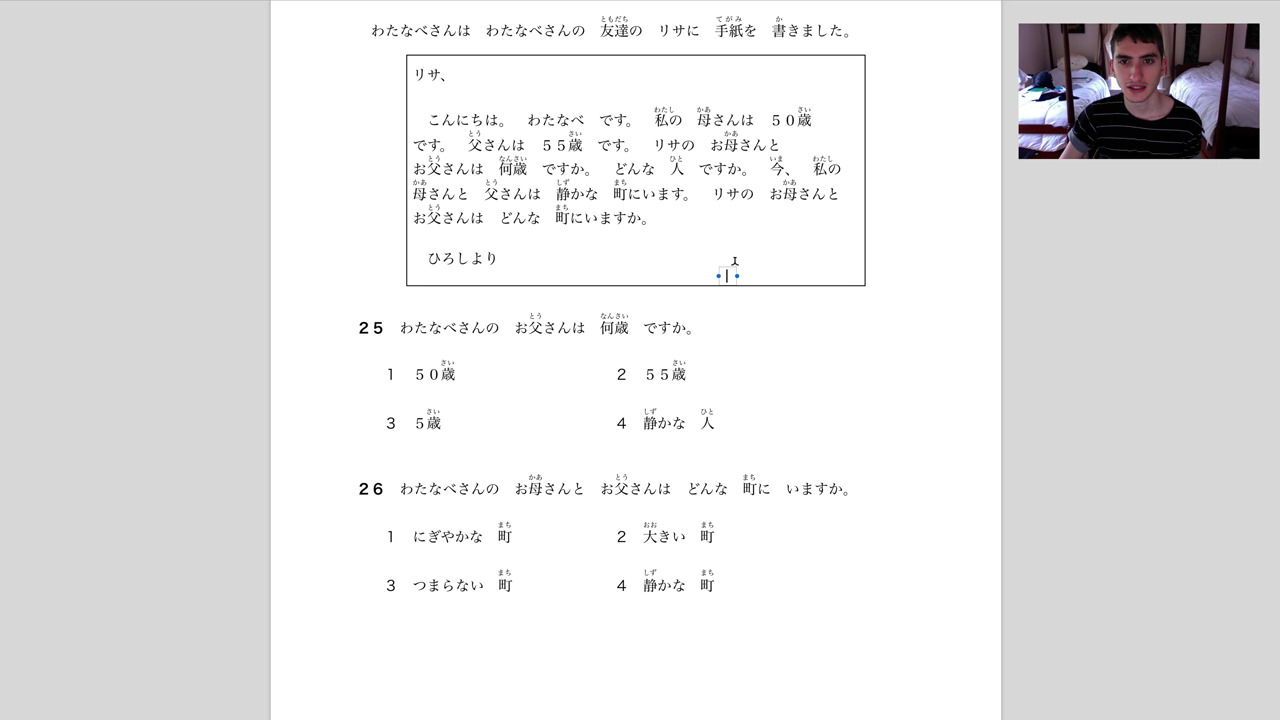 わたなべさんは　わたなべさんの　友達の　リサに　手紙を　書きました。
リサ、
こんにちは。　わたなべ　です。　私の　母さんは　５０歳
です。　父さんは　５５歳　です。　リサの　お母さんと
お父さんは　何歳　ですか。　どんな　人　ですか。　今、　私の
母さんと　父さんは　静かな　町にいます。　リサの　お母さんと
お父さんは　どんな　町にいますか。
ひろしより
２５　わたなべさんの　お父さんは　何歳　ですか。
1　５０歳　2　５５歳
3　５歳　4　静かな　人
２６　わたなべさんの　お母さんと　お父さんは　どんな　町に　いますか。
1　にぎやかな　町　2　大きい　町
3　つまらない　町　4　静かな　町